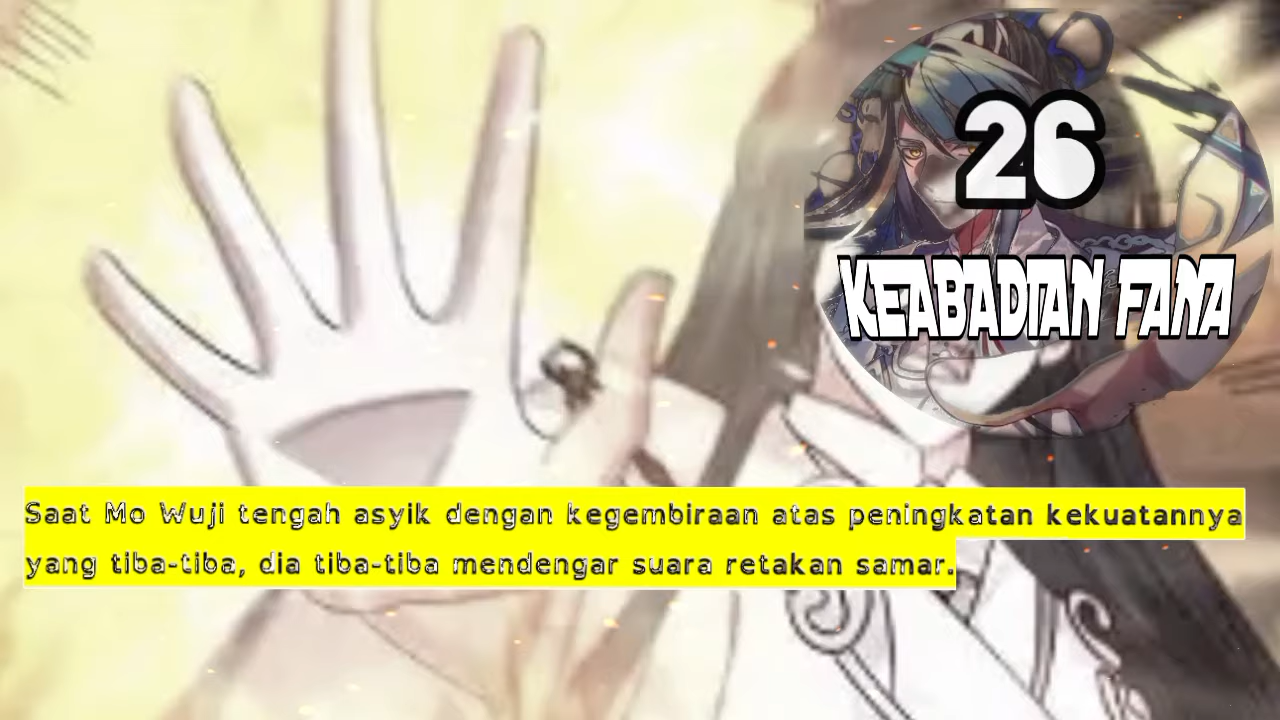 26
KEABADIAN FANA
Saat Mo Wuji tengah asyik dengan kegembiraan atas peningkatan kekuatannya
yang tiba-tiba, dia tiba-tiba mendengar suara retakan samar.